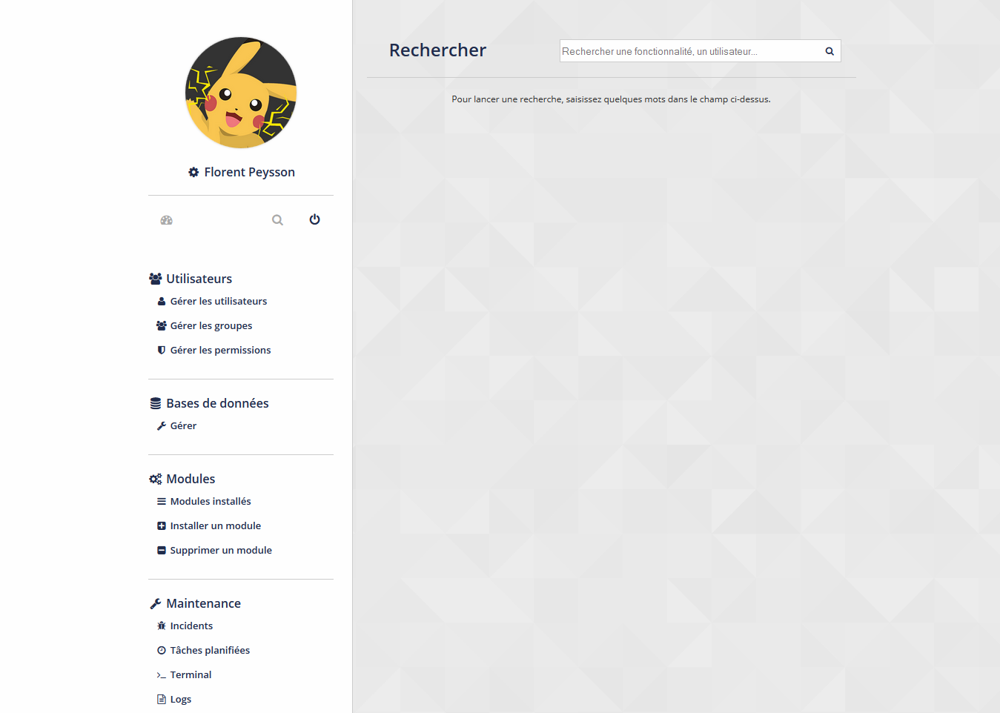 Florent Peysson
Utilisateurs
Gérer les utilisateurs
Gérer les groupes
Gérer les permissions
Bases de données
Gérer
Modules
Modules installés
Installer un module
Supprimer un module
Maintenance
Incidents
Tâches planifiées
Terminal
Logs
Rechercher
Rechercher une fonctionnalité, un utilisateur...
Pour lancer une recherche, saisissez quelques mots dans le champ ci-dessus.